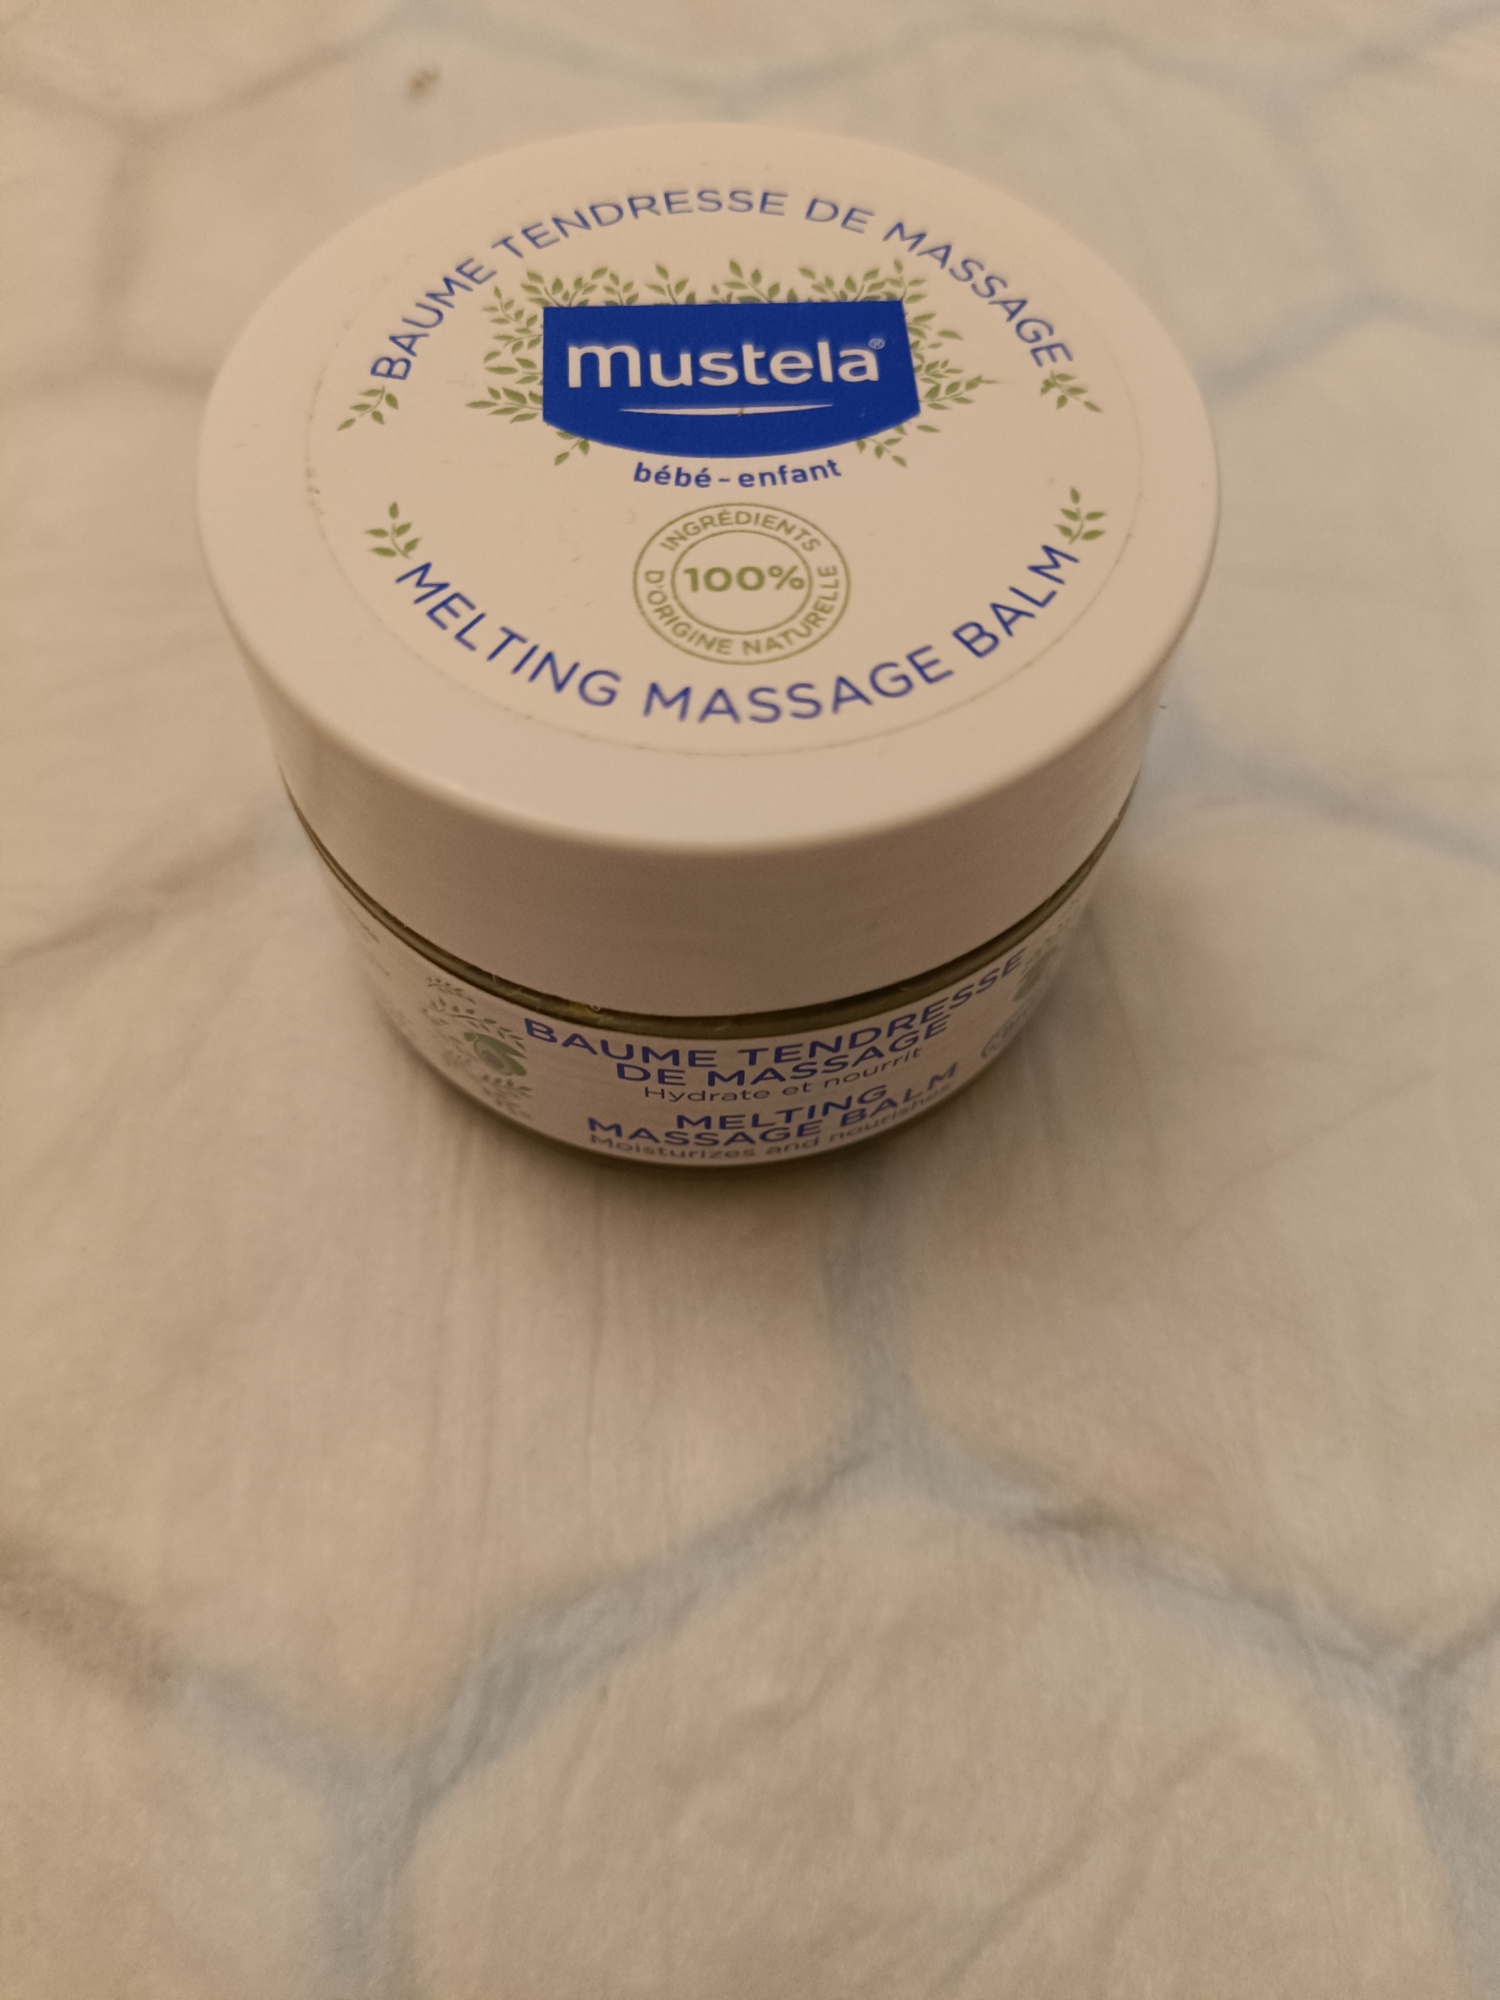 BAUME TENDRESSE DE MASSAGE
mustela®
bébé-enfant
INGRÉDIENTS
100%
D'ORIGINE NATURELLE
MELTING MASSAGE BALM
BAUME TENDRESSE
DE MASSAGE
Hydrate et nourrit
MELTING
MASSAGE BALM
Moisturizes and nourishes